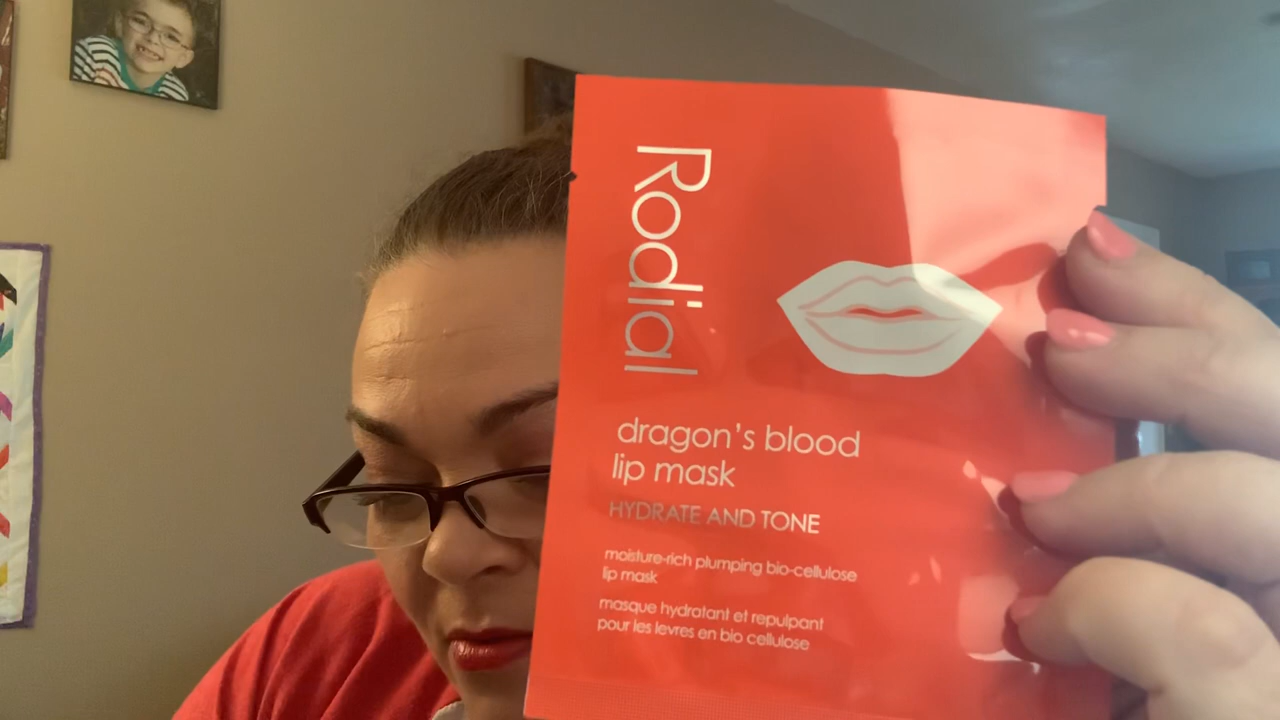 Rodial
dragon's blood
lip mask
HYDRATE AND TONE
moisture-rich plumping bio-cellulose
lip mask
masque hydratant et repulpant
pour les levres en bio cellulose